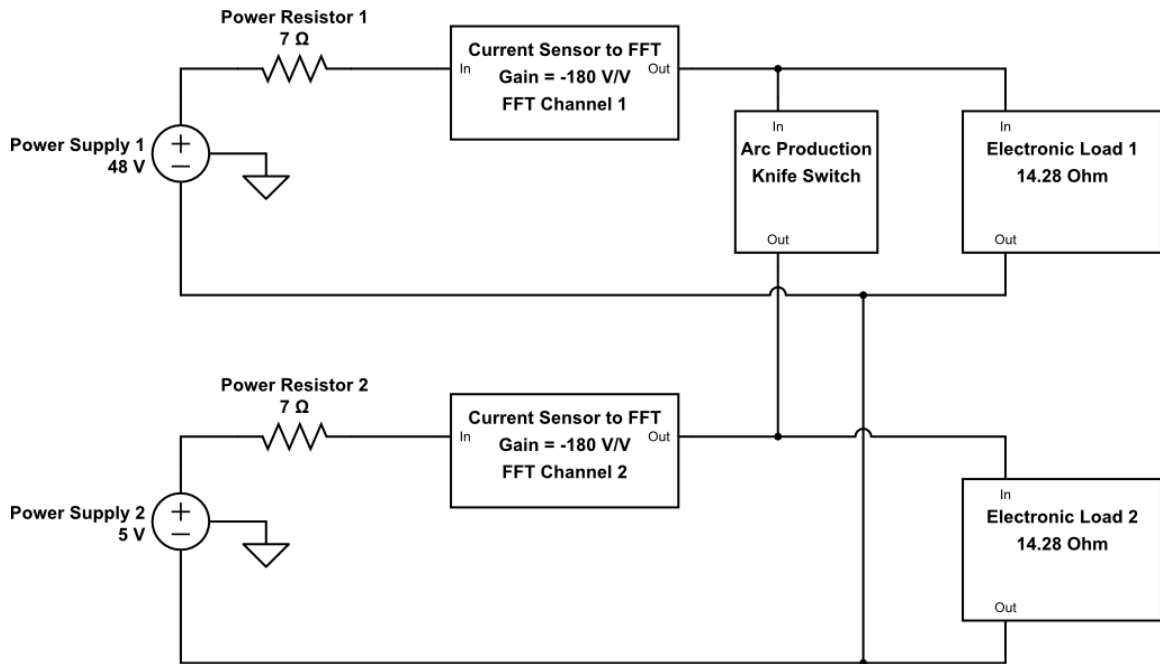 Power Resistor 1
7 Ω
Current Sensor to FFT
In
Out
Gain = -180 V/V
FFT Channel 1
Power Supply 1
48 V
In
Arc Production
Knife Switch
Out
In
Electronic Load 1
14.28 Ohm
Out
Power Resistor 2
7 Ω
Current Sensor to FFT
In
Out
Gain = -180 V/V
FFT Channel 2
Power Supply 2
5 V
In
Electronic Load 2
14.28 Ohm
Out